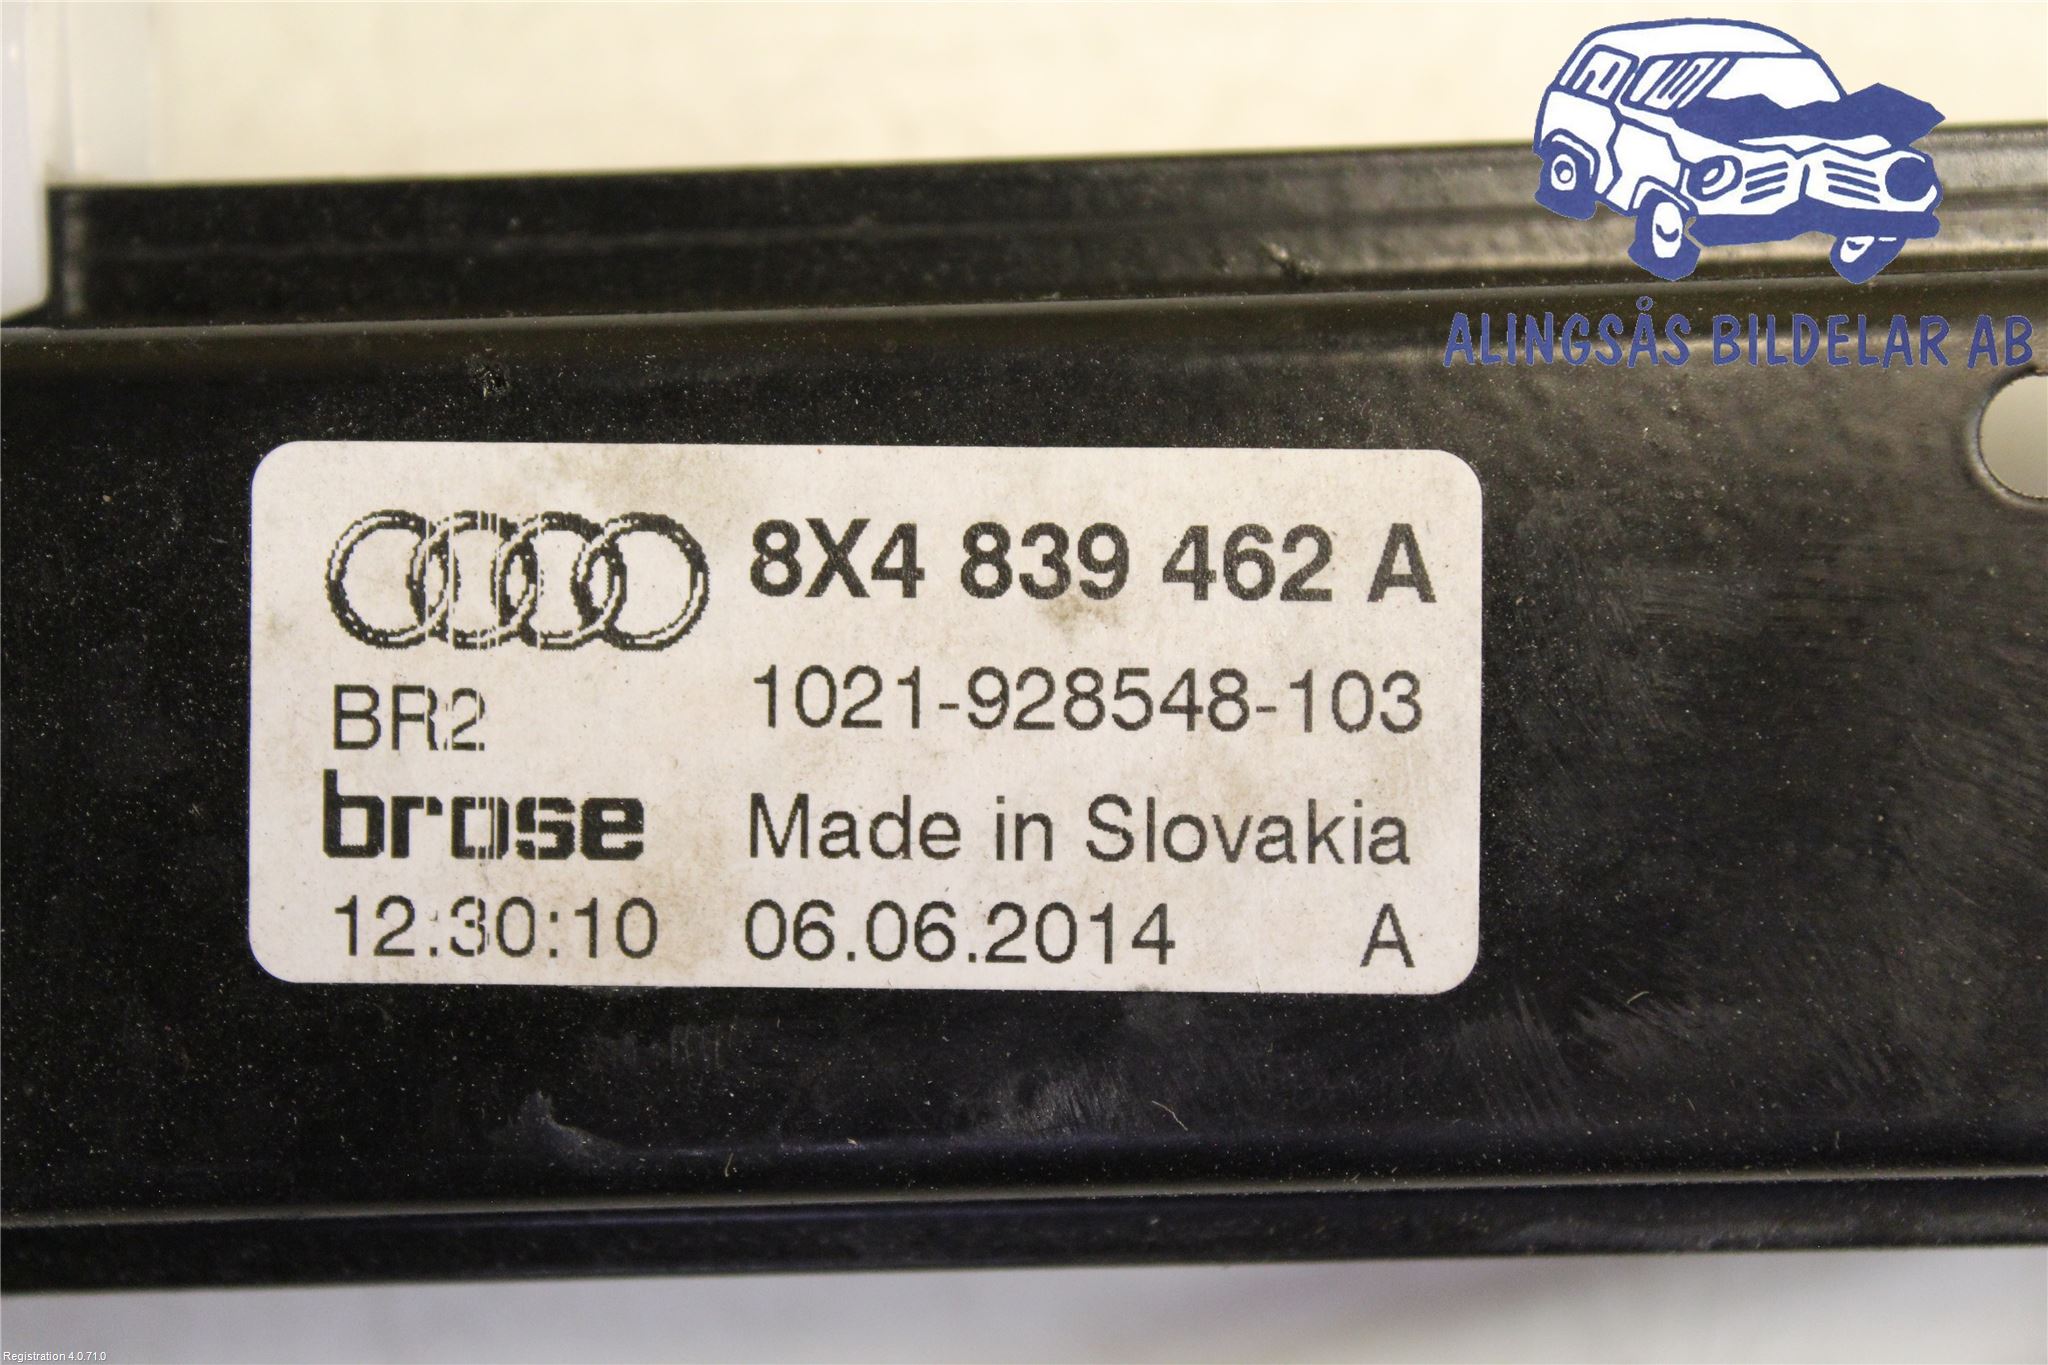 ALINGSÅS BILDELAR AB
8X4 839 462 A
BR2 1021-928548-103
brose Made in Slovakia
12:30:10 06.06.2014 A
Registration 4.0.71.0